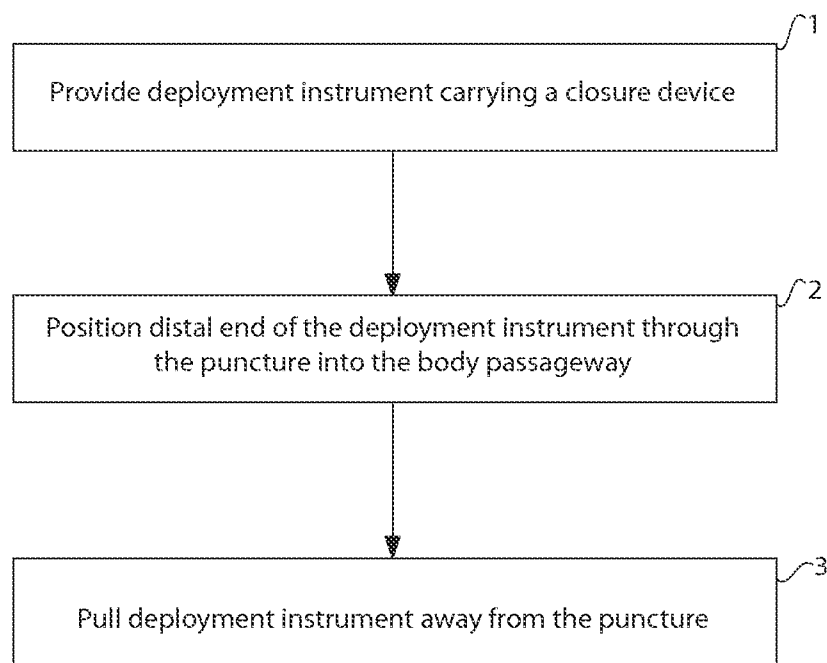 1
Provide deployment instrument carrying a closure device
2
Position distal end of the deployment instrument through
the puncture into the body passageway
3
Pull deployment instrument away from the puncture